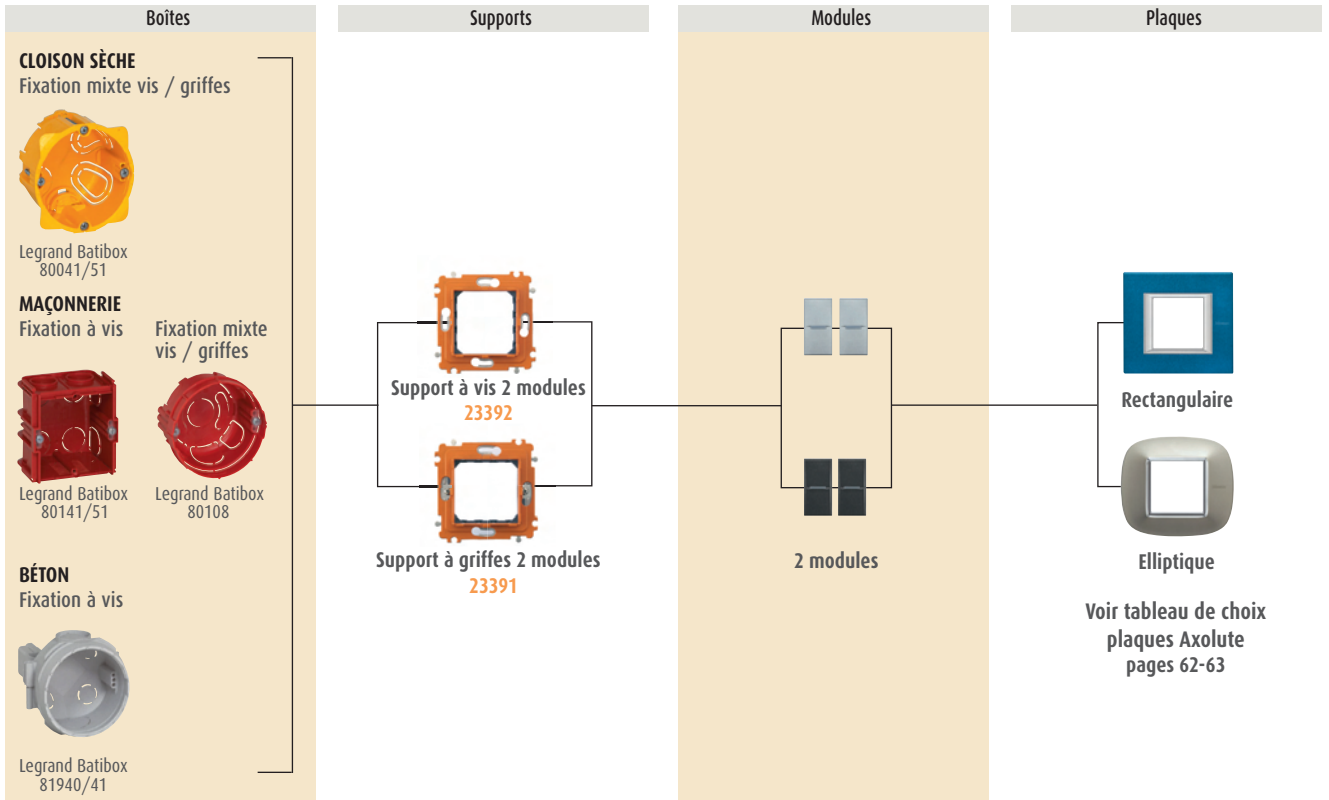 Boîtes
CLOISON SÈCHE
Fixation mixte vis / griffes
Legrand Batibox
80041/51
MAÇONNERIE
Fixation à vis
Legrand Batibox
80141/51
Fixation mixte
vis / griffes
Legrand Batibox
80108
BÉTON
Fixation à vis
Legrand Batibox
81940/41
Supports
Support à vis 2 modules
23392
Support à griffes 2 modules
23391
Modules
2 modules
Plaques
Rectangulaire
Elliptique
Voir tableau de choix
plaques Axolute
pages 62-63